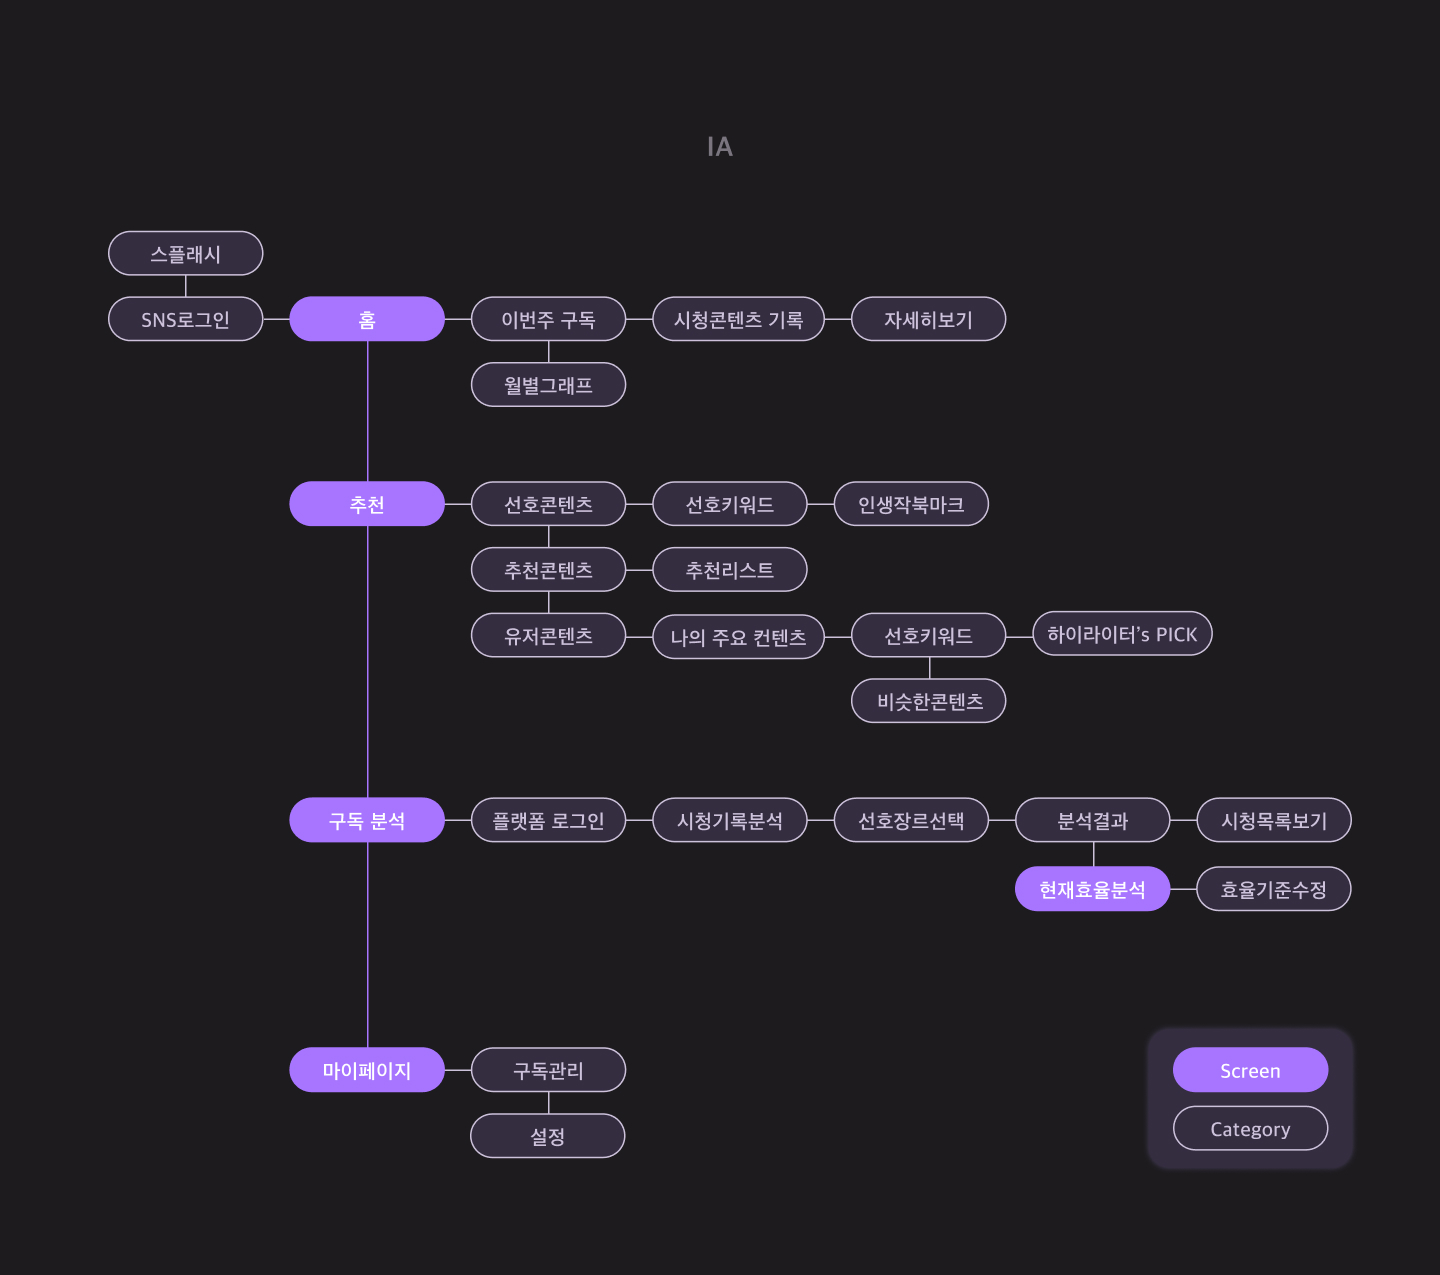 IA
스플래시
SNS로그인
홈
이번주 구독
시청콘텐츠 기록
자세히보기
월별그래프
추천
선호콘텐츠
선호키워드
인생작북마크
추천콘텐츠
추천리스트
유저콘텐츠
나의 주요 컨텐츠
선호키워드
하이라이터's PICK
비슷한콘텐츠
구독 분석
플랫폼 로그인
시청기록분석
선호장르선택
분석결과
시청목록보기
현재효율분석
효율기준수정
마이페이지
구독관리
설정
Screen
Category